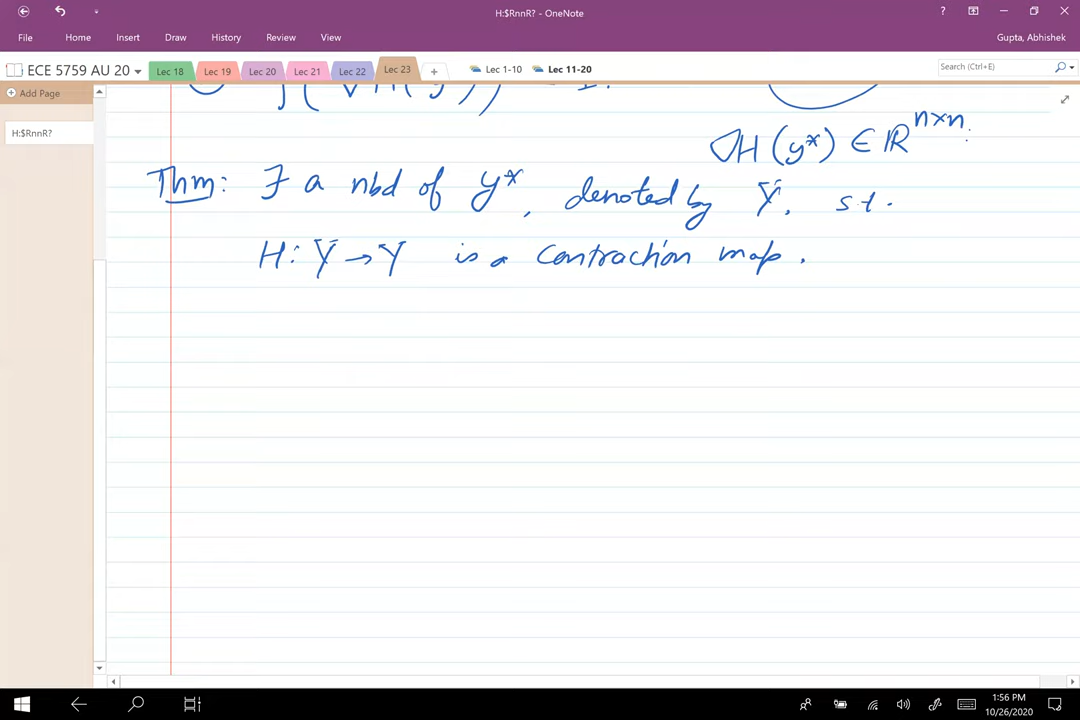 H:$RnnR? - OneNote
File Home Insert Draw History Review View
Gupta, Abhishek
ECE 5759 AU 20
Lec 18 Lec 19 Lec 20 Lec 21 Lec 22 Lec 23 + Lec 1-10 Lec 11-20
Search (Ctrl+E)
Add Page
H:$RnnR?
∇H (y*) ∈ ℝ^{n×n}.
Thm: ∃ a nbd of y*, denoted by Y, s.t.
H: Y → Y is a contraction map.
1:56 PM
10/26/2020